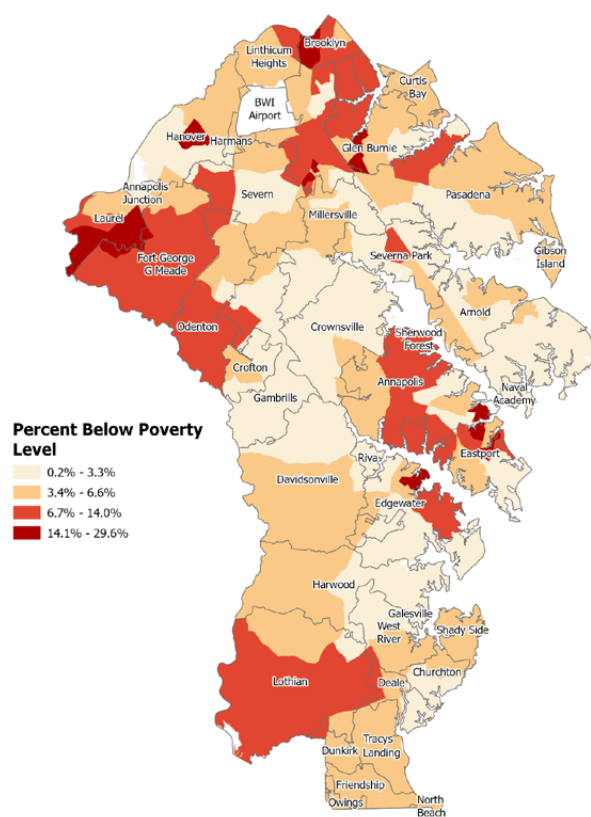 Brooklyn
Linthicum
Heights
Curtis
Bay
BWI
Airport
Hanover
Harmans
Glen Burnie
Annapolis
Junction
Severn
Pasadena
Laurel
Millersville
Fort George
G Meade
Severna Park
Gibson
Island
Arnold
Odenton
Crownsville
Sherwood
Forest
Crofton
Annapolis
Naval
Academy
Gambrills
Percent Below Poverty
Level
0.2% - 3.3%
3.4% - 6.6%
6.7% - 14.0%
14.1% - 29.6%
Riva
Eastport
Davidsonville
Edgewater
Harwood
Galesville
West
River
Shady Side
Lothian
Deale
Churchton
Dunkirk
Tracys
Landing
Friendship
Owings
North
Beach